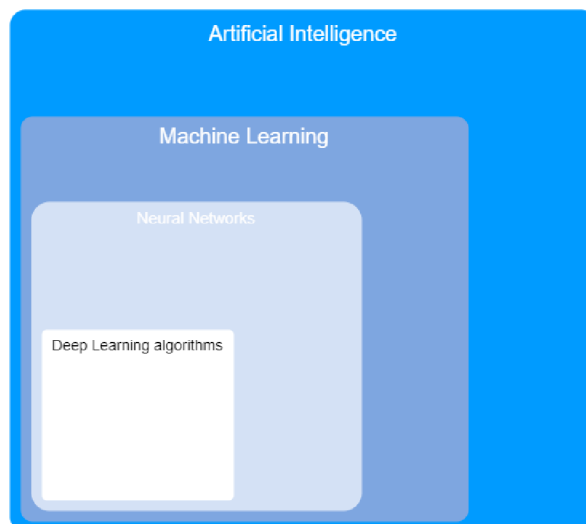 Artificial Intelligence
Machine Learning
Neural Networks
Deep Learning algorithms